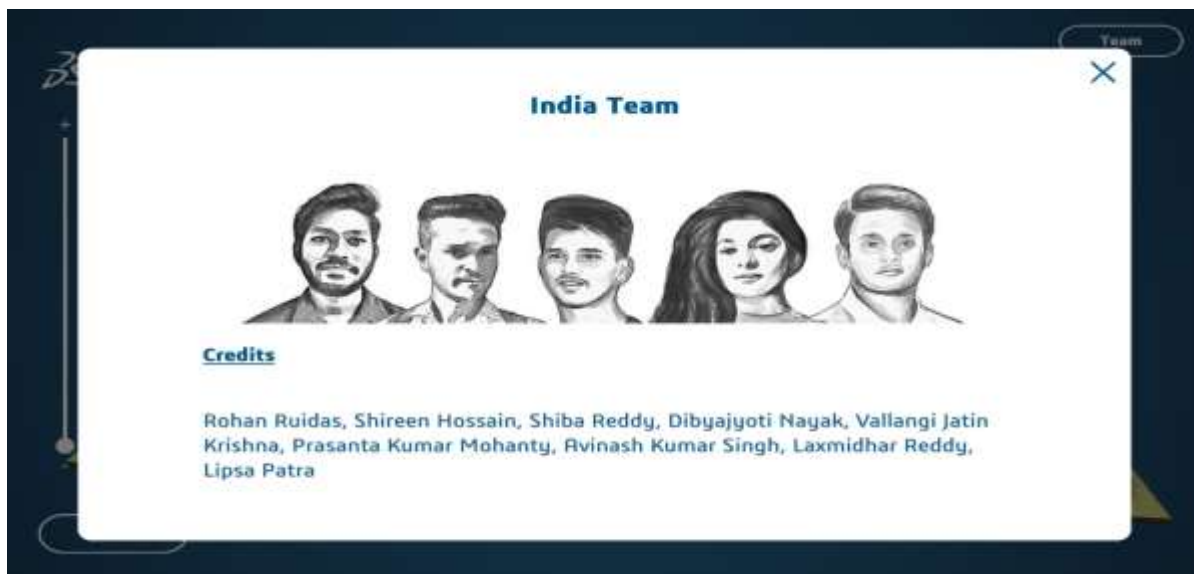 Team
India Team
Credits
Rohan Ruidas, Shireen Hossain, Shiba Reddy, Dibyajyoti Nayak, Vallangi Jatin
Krishna, Prasanta Kumar Mohanty, Avinash Kumar Singh, Laxmidhar Reddy,
Lipsa Patra